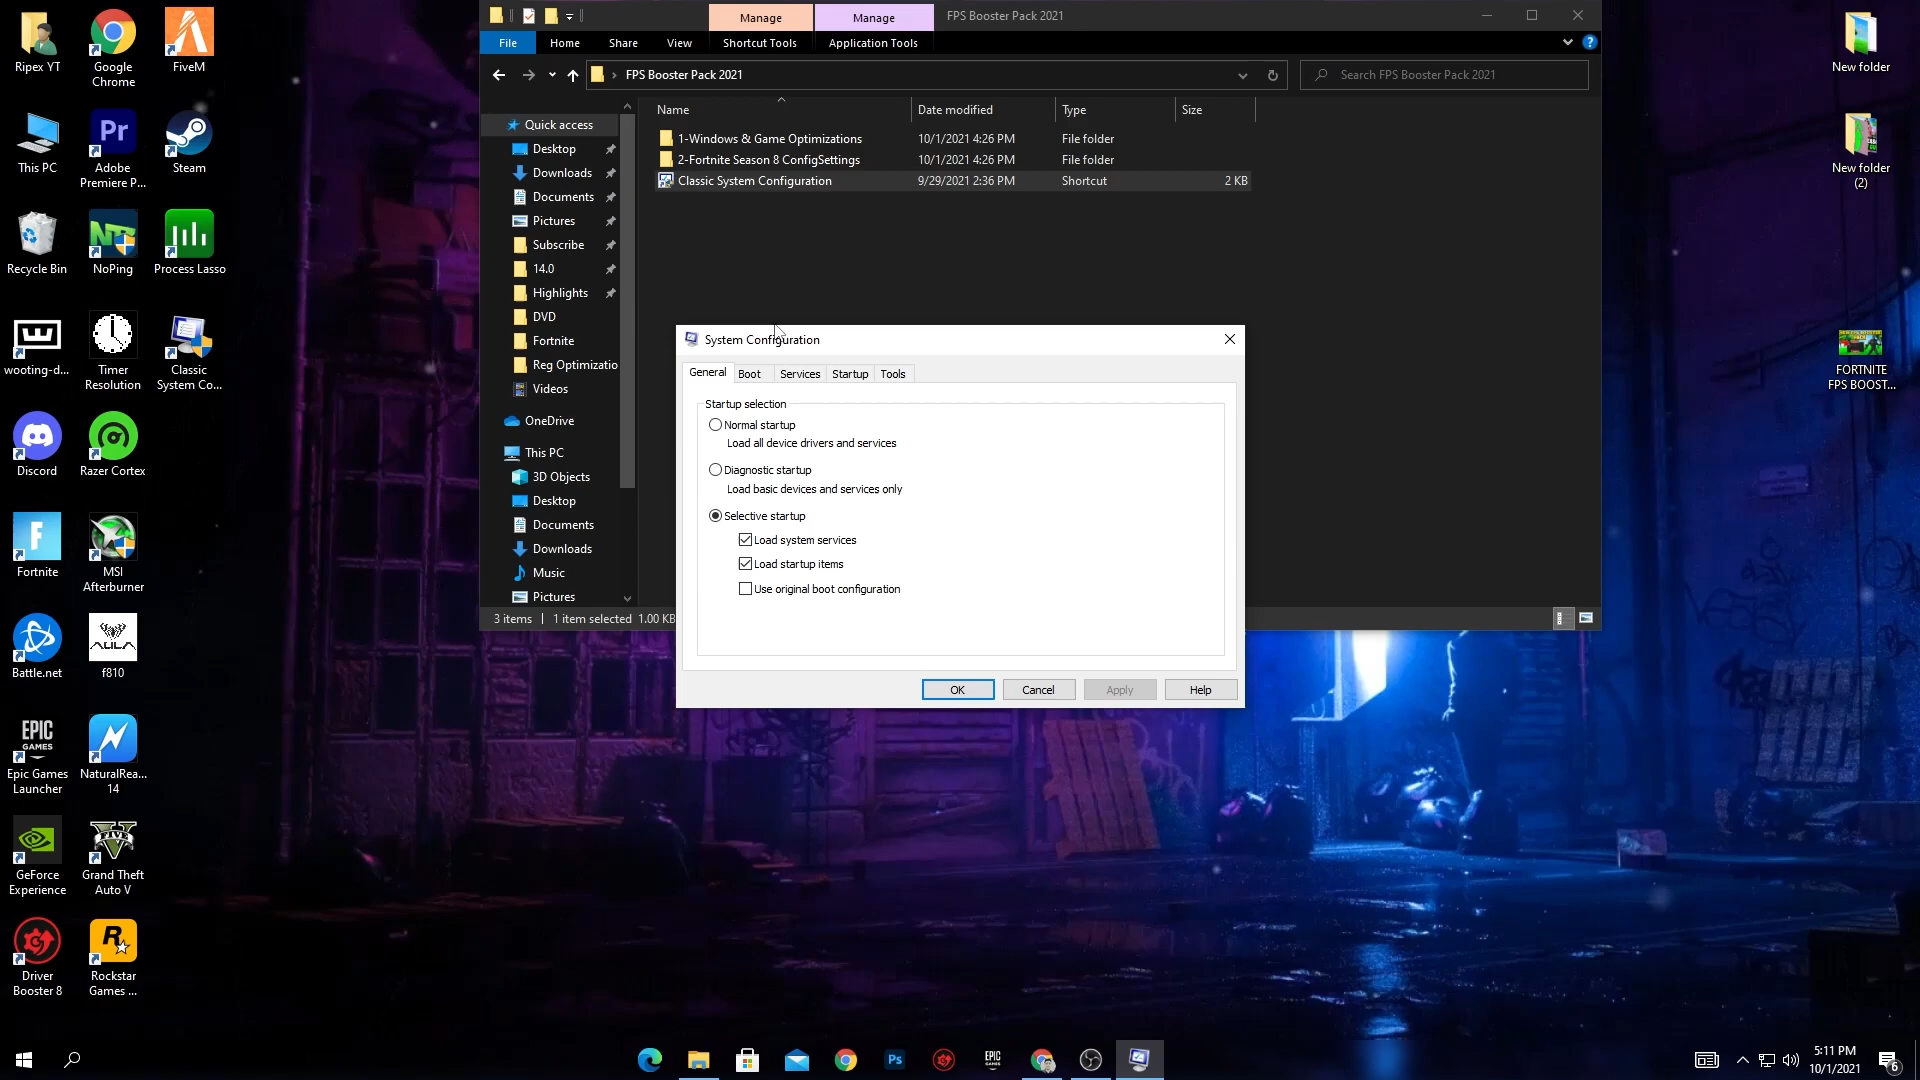 Ripex YT
Google
Chrome
FiveM
This PC
Pr
Adobe
Premiere P...
Steam
Recycle Bin
NoPing
Process Lasso
wooting-d...
Timer
Resolution
Classic
System Co...
Discord
Razer Cortex
Fortnite
MSI
Afterburner
Battle.net
AULA
f810
EPIC
GAMES
Epic Games
Launcher
NaturalRea...
14
GeForce
Experience
Grand Theft
Auto V
Driver
Booster 8
Rockstar
Games ...
Manage
Manage
FPS Booster Pack 2021
File
Home
Share
View
Shortcut Tools
Application Tools
FPS Booster Pack 2021
Search FPS Booster Pack 2021
Name
Date modified
Type
Size
1-Windows & Game Optimizations
10/1/2021 4:26 PM
File folder
2-Fortnite Season 8 ConfigSettings
10/1/2021 4:26 PM
File folder
Classic System Configuration
9/29/2021 2:36 PM
Shortcut
2 KB
Quick access
Desktop
Downloads
Documents
Pictures
Subscribe
14.0
Highlights
DVD
Fortnite
Reg Optimizatio
Videos
OneDrive
This PC
3D Objects
Desktop
Documents
Downloads
Music
Pictures
3 items
1 item selected
1.00 KB
System Configuration
General
Boot
Services
Startup
Tools
Startup selection
Normal startup
Load all device drivers and services
Diagnostic startup
Load basic devices and services only
Selective startup
Load system services
Load startup items
Use original boot configuration
OK
Cancel
Apply
Help
New folder
New folder
(2)
FORTNITE
FPS BOOST...
Ps
EPIC
5:11 PM
10/1/2021
6